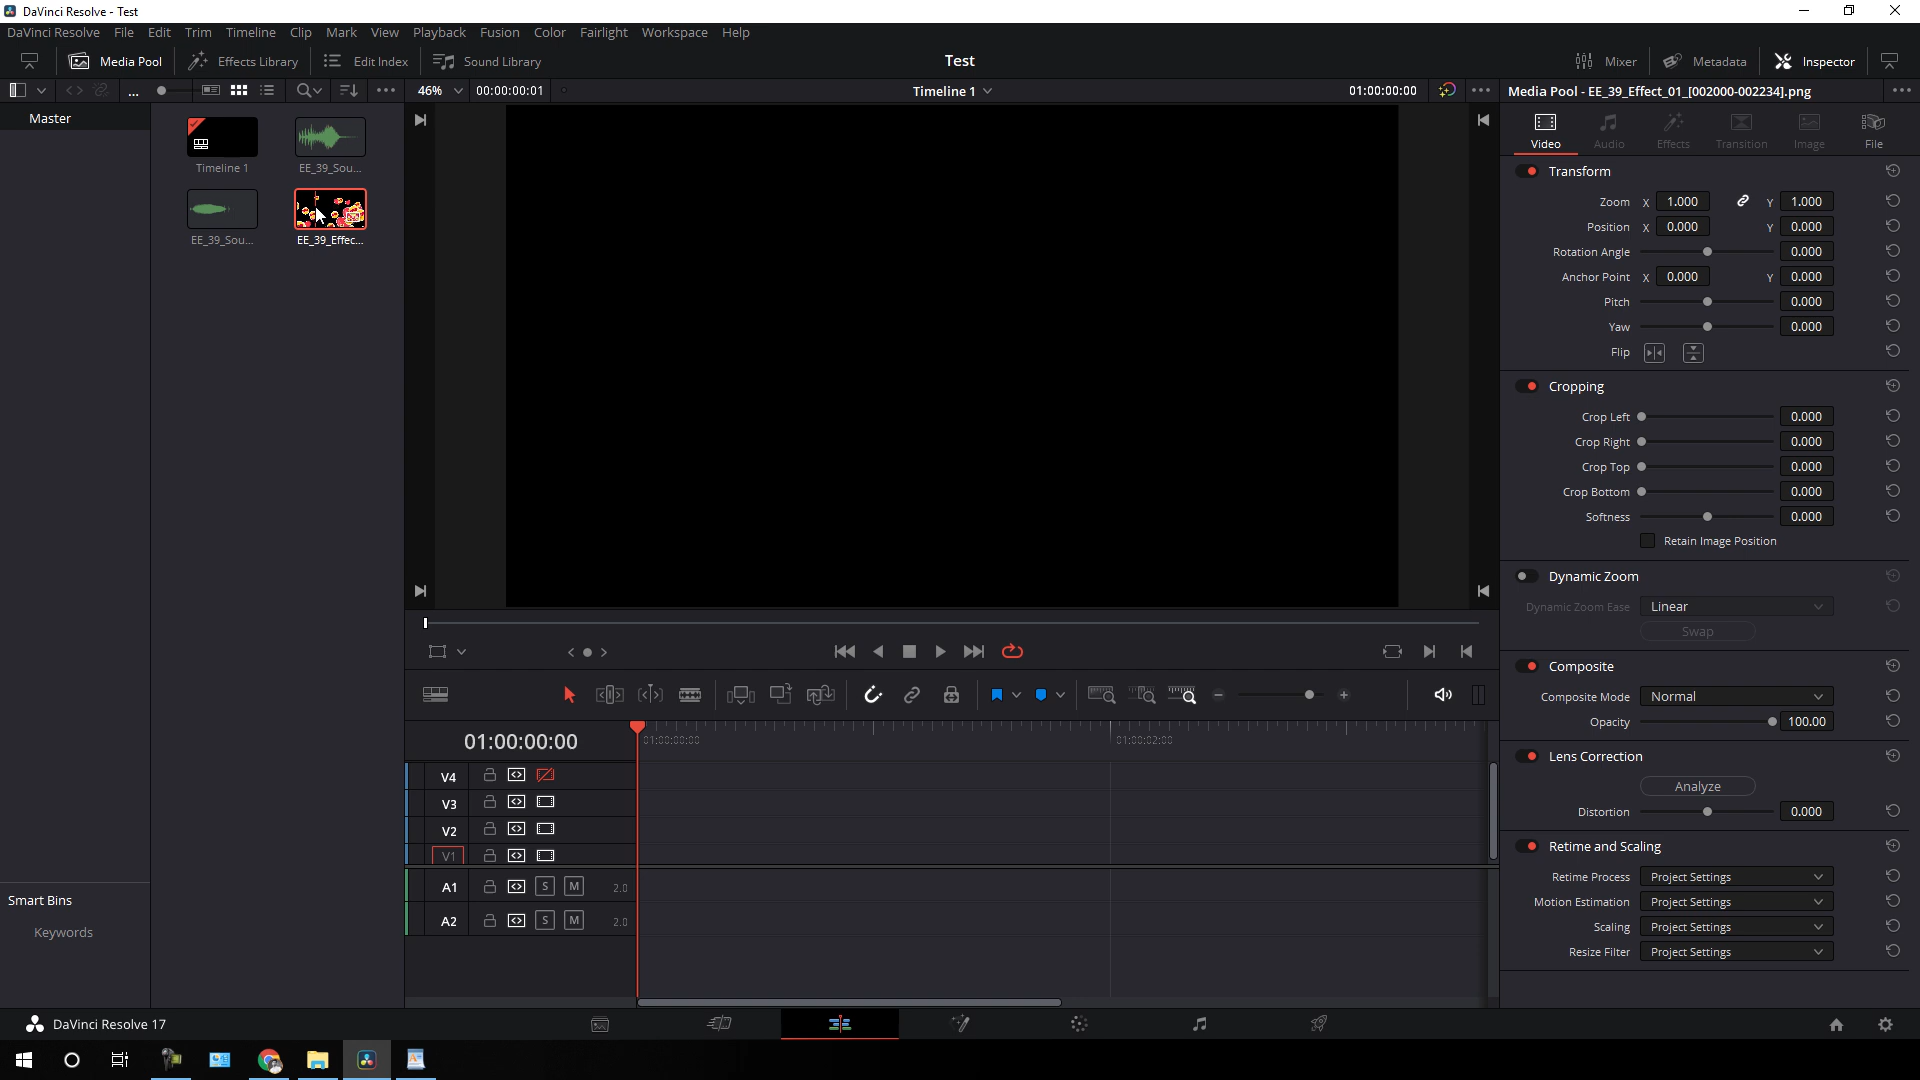 DaVinci Resolve - Test
DaVinci Resolve File Edit Trim Timeline Clip Mark View Playback Fusion Color Fairlight Workspace Help
Media Pool Effects Library Edit Index Sound Library Test Mixer Metadata Inspector
... 46% 00:00:00:01 Timeline 1 01:00:00:00 Media Pool - EE_39_Effect_01_[002000-002234].png
Master
Timeline 1 EE_39_Sou...
EE_39_Sou... EE_39_Effec...
Video Audio Effects Transition Image File
Transform
Zoom X 1.000 Y 1.000
Position X 0.000 Y 0.000
Rotation Angle 0.000
Anchor Point X 0.000 Y 0.000
Pitch 0.000
Yaw 0.000
Flip
Cropping
Crop Left 0.000
Crop Right 0.000
Crop Top 0.000
Crop Bottom 0.000
Softness 0.000
Retain Image Position
Dynamic Zoom
Dynamic Zoom Ease Linear
Swap
Composite
Composite Mode Normal
Opacity 100.00
Lens Correction
Analyze
Distortion 0.000
Retime and Scaling
Retime Process Project Settings
Motion Estimation Project Settings
Scaling Project Settings
Resize Filter Project Settings
01:00:00:00 01:00:00:00 01:00:02:00
V4
V3
V2
V1
A1 S M 2.0
A2 S M 2.0
Smart Bins
Keywords
DaVinci Resolve 17